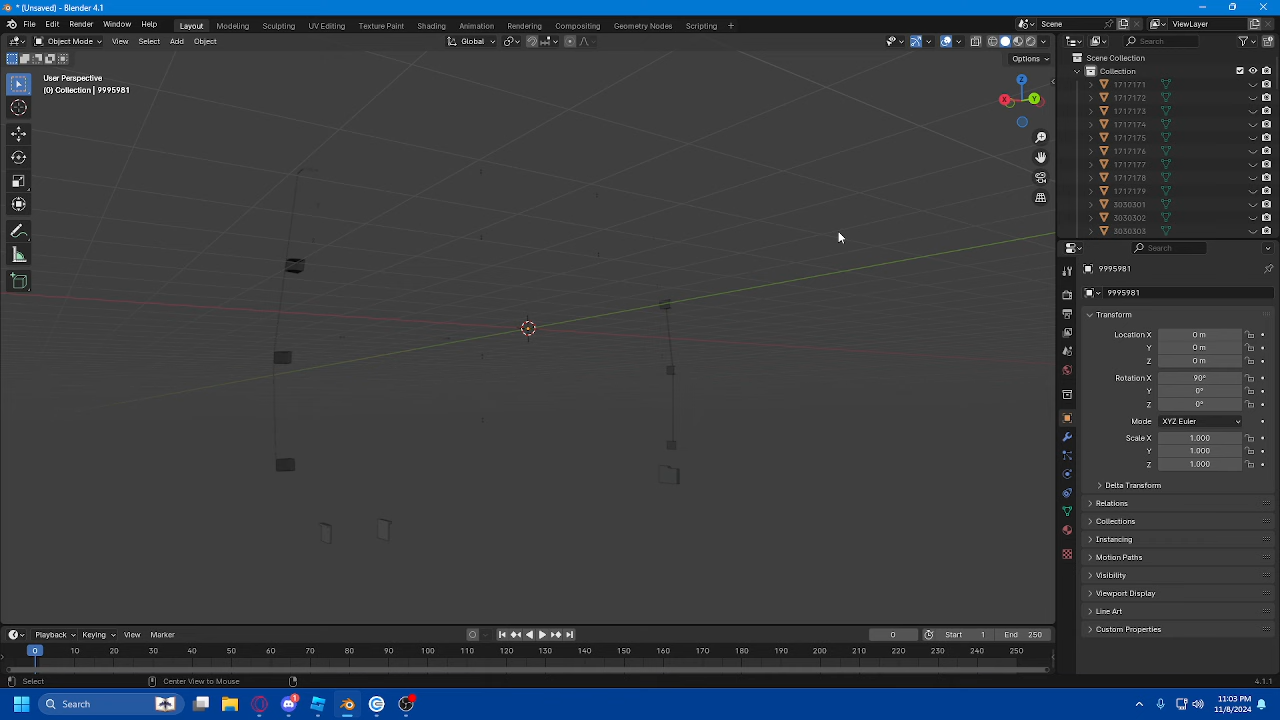 * (Unsaved) - Blender 4.1
File Edit Render Window Help
Layout Modeling Sculpting UV Editing Texture Paint Shading Animation Rendering Compositing Geometry Nodes Scripting +
Scene
ViewLayer
Object Mode View Select Add Object
Global
Search
Options
User Perspective
(0) Collection | 9995981
Scene Collection
Collection
1717171
1717172
1717173
1717174
1717175
1717176
1717177
1717178
1717179
3030301
3030302
3030303
Z
X
Y
Search
9995981
9995981
Transform
Location X 0 m
Y 0 m
Z 0 m
Rotation X 90°
Y 0°
Z 0°
Mode XYZ Euler
Scale X 1.000
Y 1.000
Z 1.000
Delta Transform
Relations
Collections
Instancing
Motion Paths
Visibility
Viewport Display
Line Art
Custom Properties
Playback Keying View Marker
0 Start 1 End 250
0 10 20 30 40 50 60 70 80 90 100 110 120 130 140 150 160 170 180 190 200 210 220 230 240 250
Select Center View to Mouse 4.1.1
Search
1
11:03 PM
11/8/2024